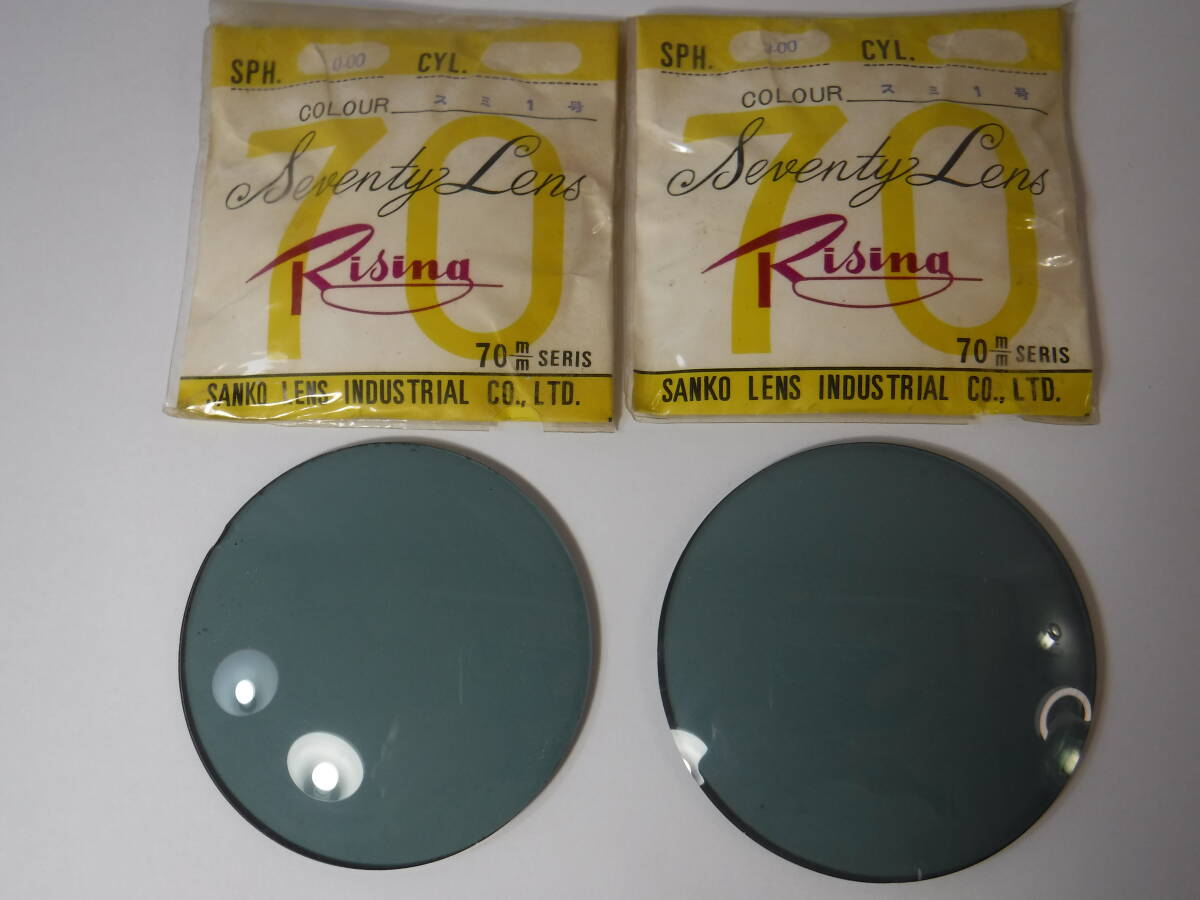 SPH. 0.00 CYL.
COLOUR スミ1号
70
Seventy Lens
Rising
70 m/m SERIS
SANKO LENS INDUSTRIAL CO., LTD.
SPH. 0.00 CYL.
COLOUR スミ1号
70
Seventy Lens
Rising
70 m/m SERIS
SANKO LENS INDUSTRIAL CO., LTD.